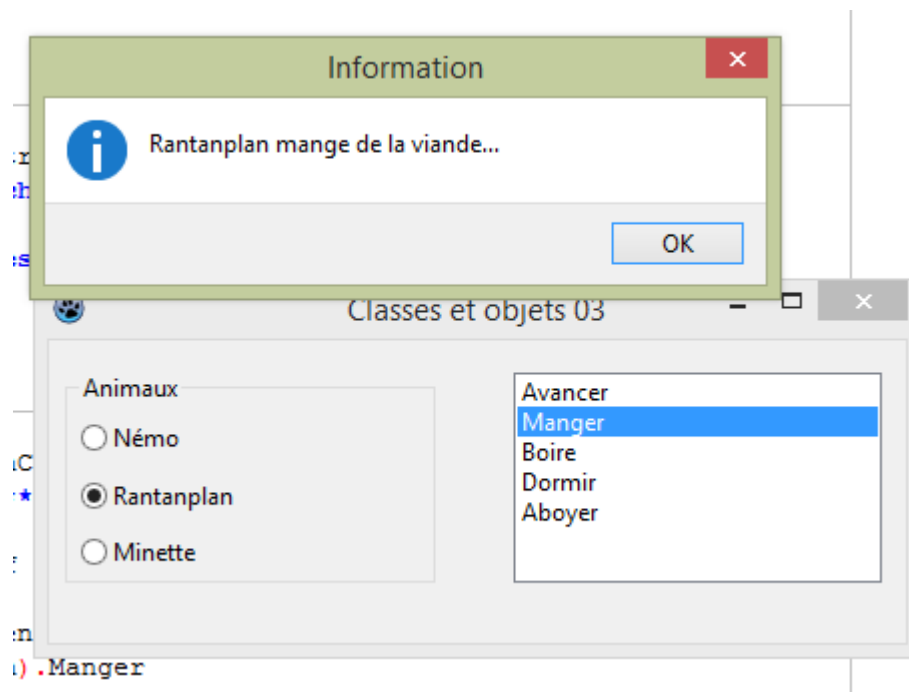 Information
Rantanplan mange de la viande...
OK
Classes et objets 03
Animaux
Némo
Rantanplan
Minette
Avancer
Manger
Boire
Dormir
Aboyer
).Manger